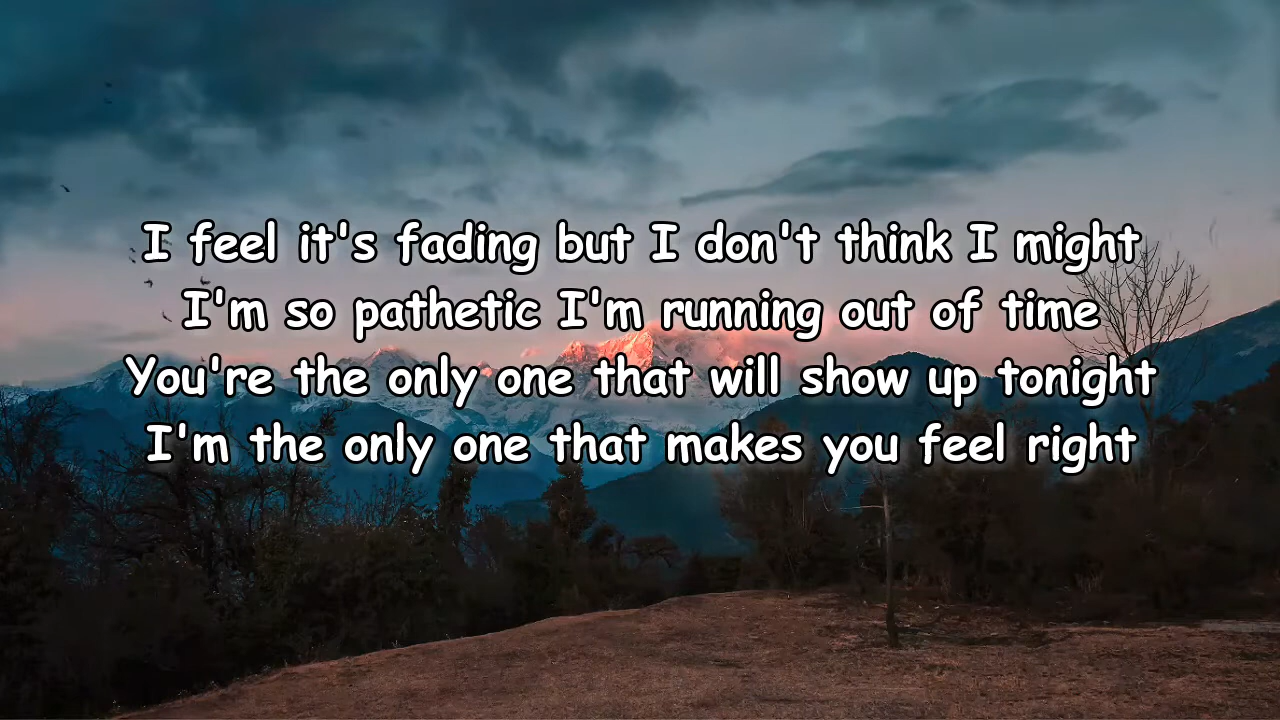 I feel it's fading but I don't think I might
I'm so pathetic I'm running out of time
You're the only one that will show up tonight
I'm the only one that makes you feel right